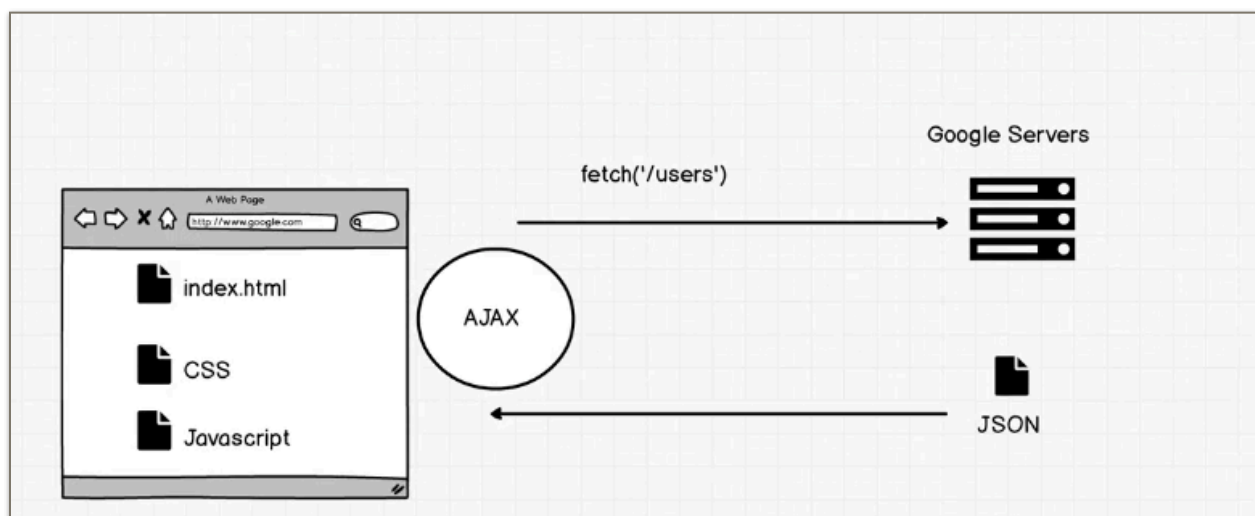 Google Servers
fetch('/users')
A Web Page
http://www.google.com
index.html
AJAX
CSS
JSON
Javascript